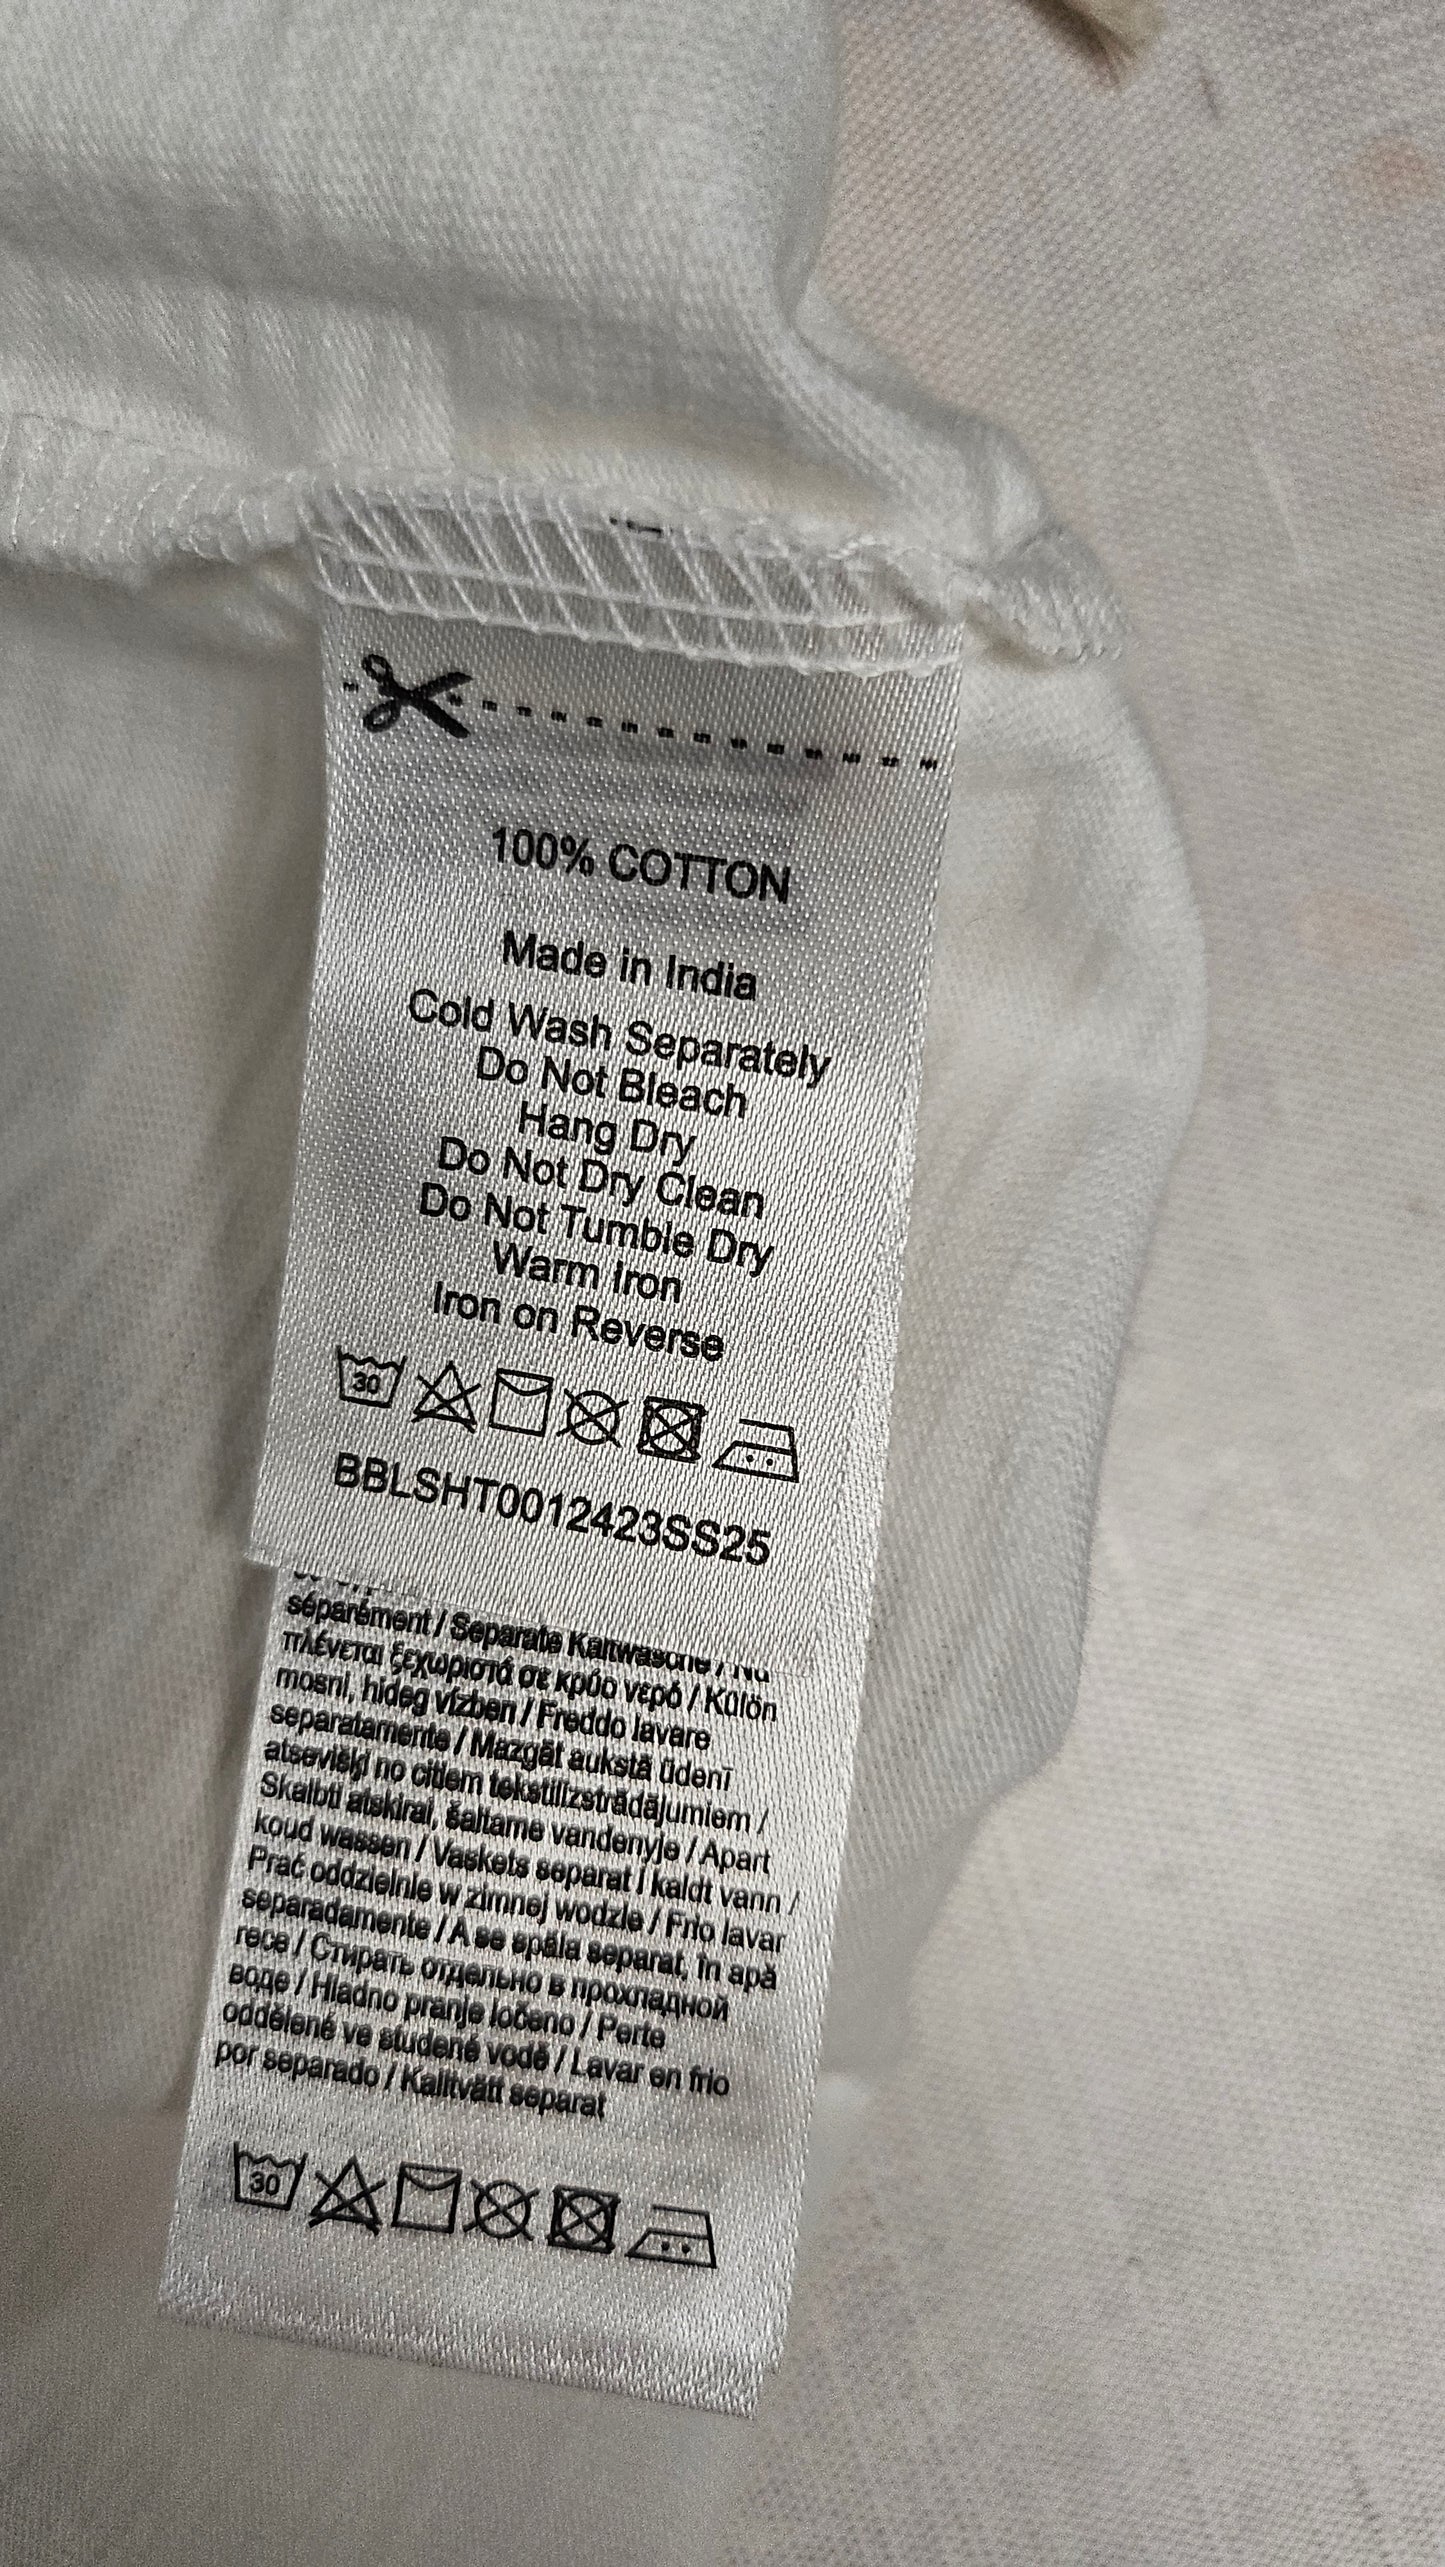 100% COTTON
Made in India
Cold Wash Separately
Do Not Bleach
Hang Dry
Do Not Dry Clean
Do Not Tumble Dry
Warm Iron
Iron on Reverse
30
BBLSHT0012423SS25
séparément / Separate Kaltwäsche / Να
πλένεται ξεχωριστά σε κρύο νερό / Külön
mosni, hideg vízben / Freddo lavare
separatamente / Mazgāt aukstā ūdenī
atsevišķi no citiem tekstilizstrādājumiem /
Skalbti atskirai, šaltame vandenyje / Apart
koud wassen / Vaskets separat i kaldt vann /
Prać oddzielnie w zimnej wodzie / Frio lavar
separadamente / A se spăla separat, în apă
rece / Стирать отдельно в прохладной
воде / Hladno pranje ločeno / Perte
oddělené ve studené vodě / Lavar en frio
por separado / Kalltvätt separat
30